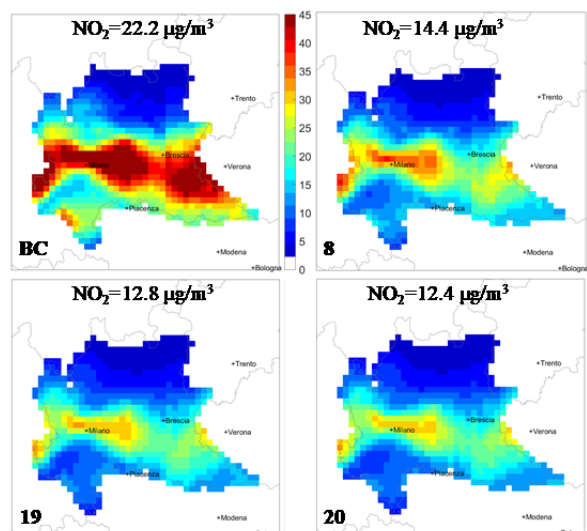 NO₂=22.2 µg/m³
45
40
35
30
25
20
15
10
5
0
Trento
Brescia
Milano
Verona
Piacenza
Modena
Bologna
BC
NO₂=14.4 µg/m³
Trento
Brescia
Milano
Verona
Piacenza
Modena
Bologna
8
NO₂=12.8 µg/m³
Trento
Brescia
Milano
Verona
Piacenza
Modena
19
NO₂=12.4 µg/m³
Trento
Brescia
Milano
Verona
Piacenza
Modena
20